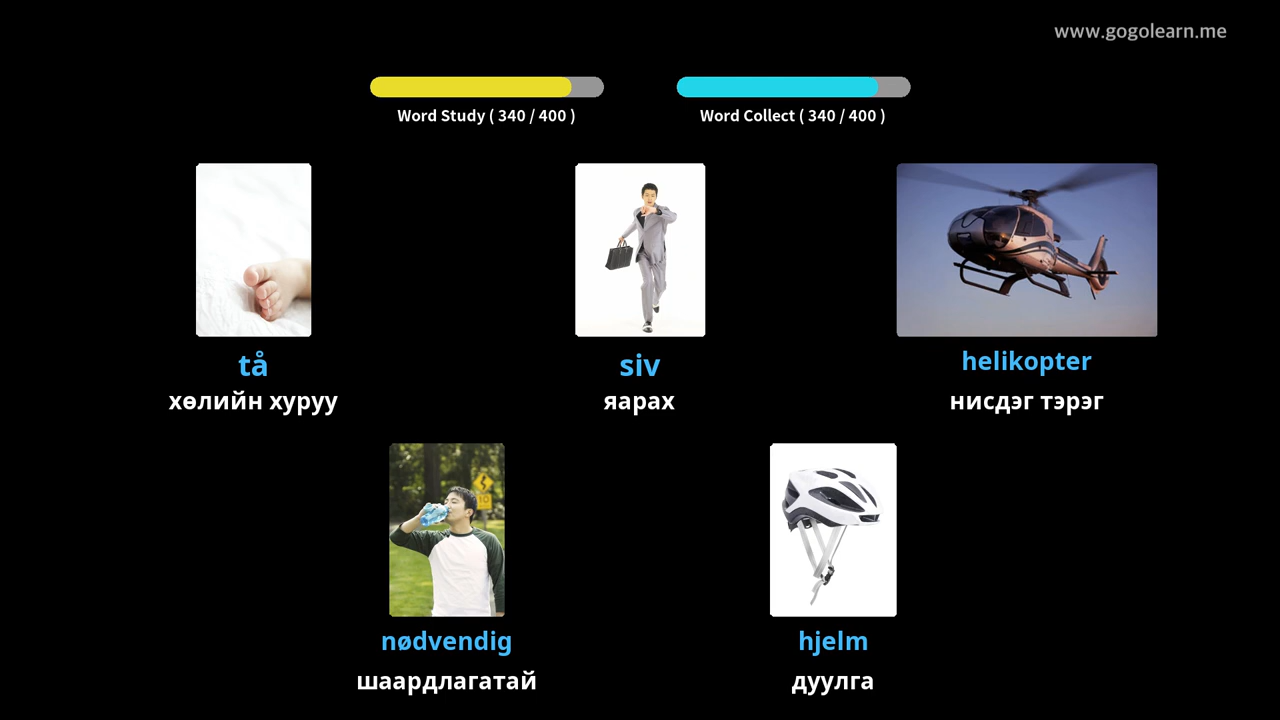 www.gogolearn.me
Word Study ( 340 / 400 )
Word Collect ( 340 / 400 )
tå
siv
helikopter
хөлийн хуруу
яарах
нисдэг тэрэг
nødvendig
hjelm
шаардлагатай
дуулга